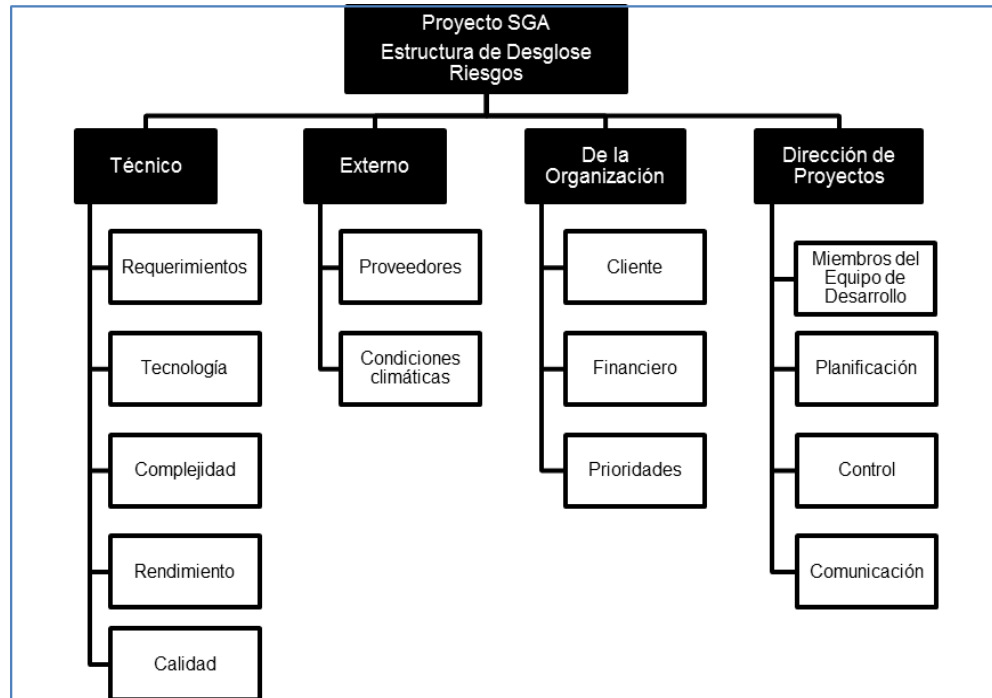 Proyecto SGA
Estructura de Desglose
Riesgos
Técnico
Externo
De la
Organización
Dirección de
Proyectos
Requerimientos
Tecnología
Complejidad
Rendimiento
Calidad
Proveedores
Condiciones
climáticas
Cliente
Financiero
Prioridades
Miembros del
Equipo de
Desarrollo
Planificación
Control
Comunicación